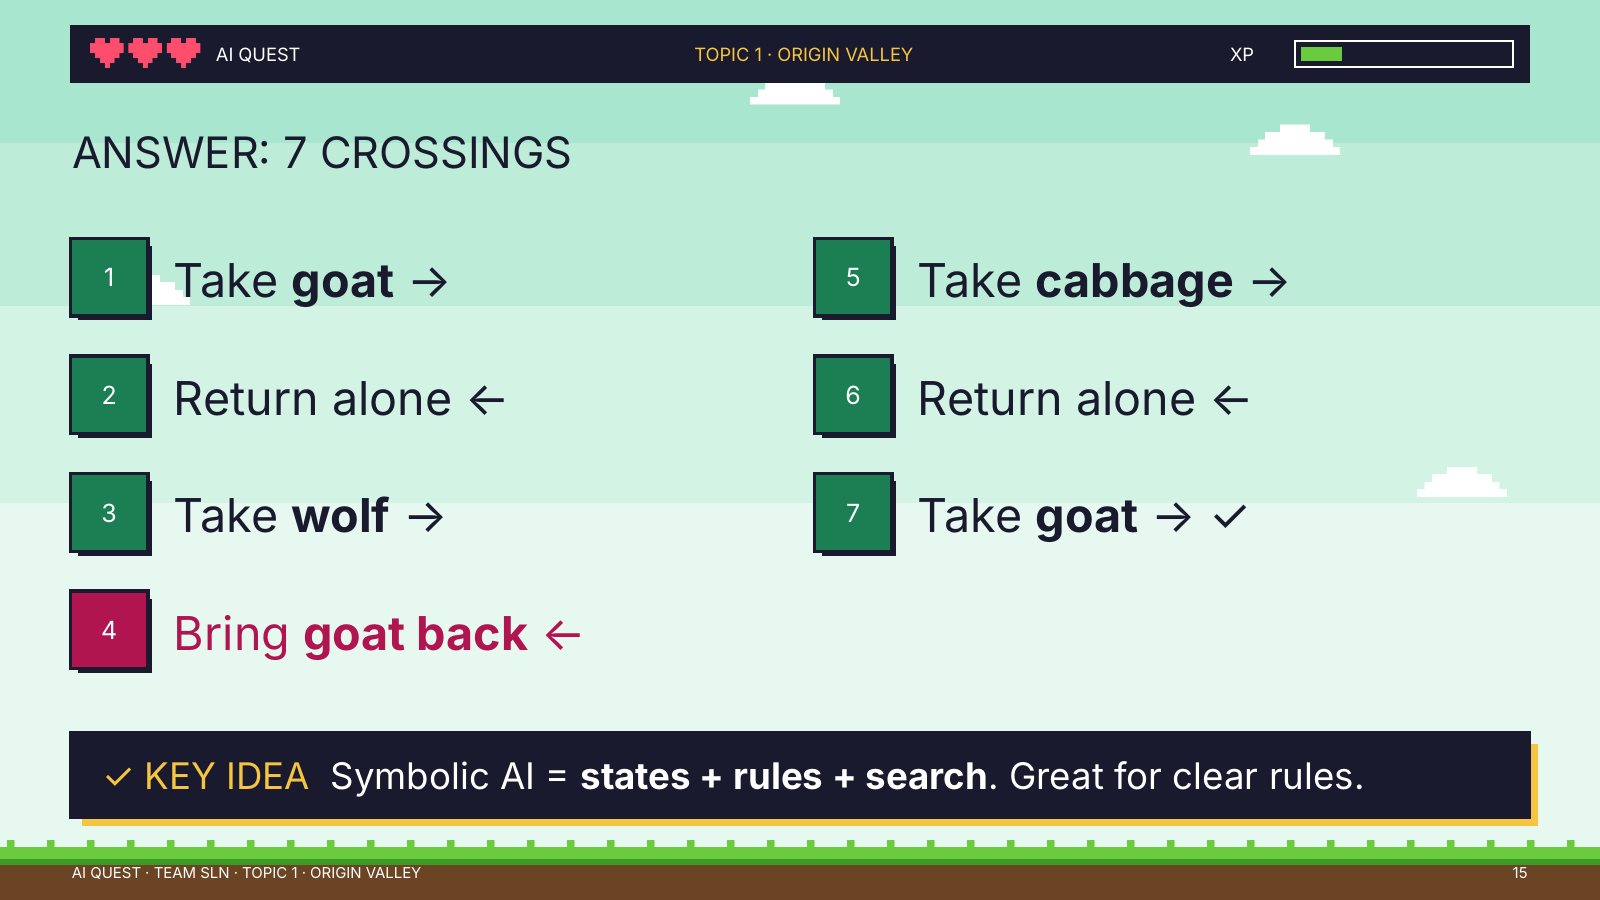 AI QUEST
TOPIC 1 · ORIGIN VALLEY
XP
ANSWER: 7 CROSSINGS
1 Take goat →
2 Return alone ←
3 Take wolf →
4 Bring goat back ←
5 Take cabbage →
6 Return alone ←
7 Take goat → ✓
✓ KEY IDEA Symbolic AI = states + rules + search. Great for clear rules.
AI QUEST · TEAM SLN · TOPIC 1 · ORIGIN VALLEY
15